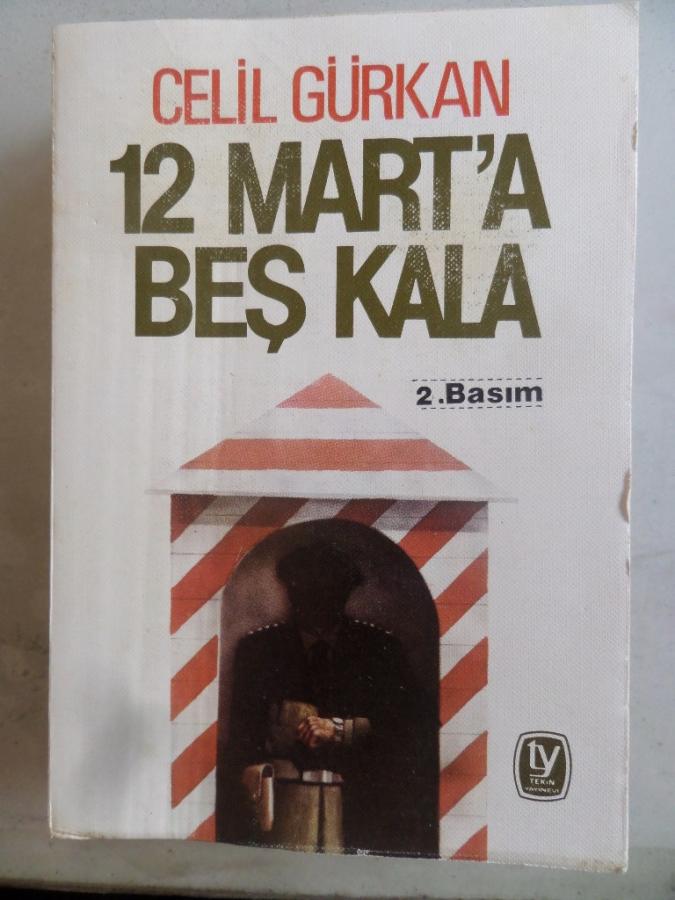 CELİL GÜRKAN
12 MART'A
BEŞ KALA
2.Basım
ty
TEKİN
YAYINEVİ